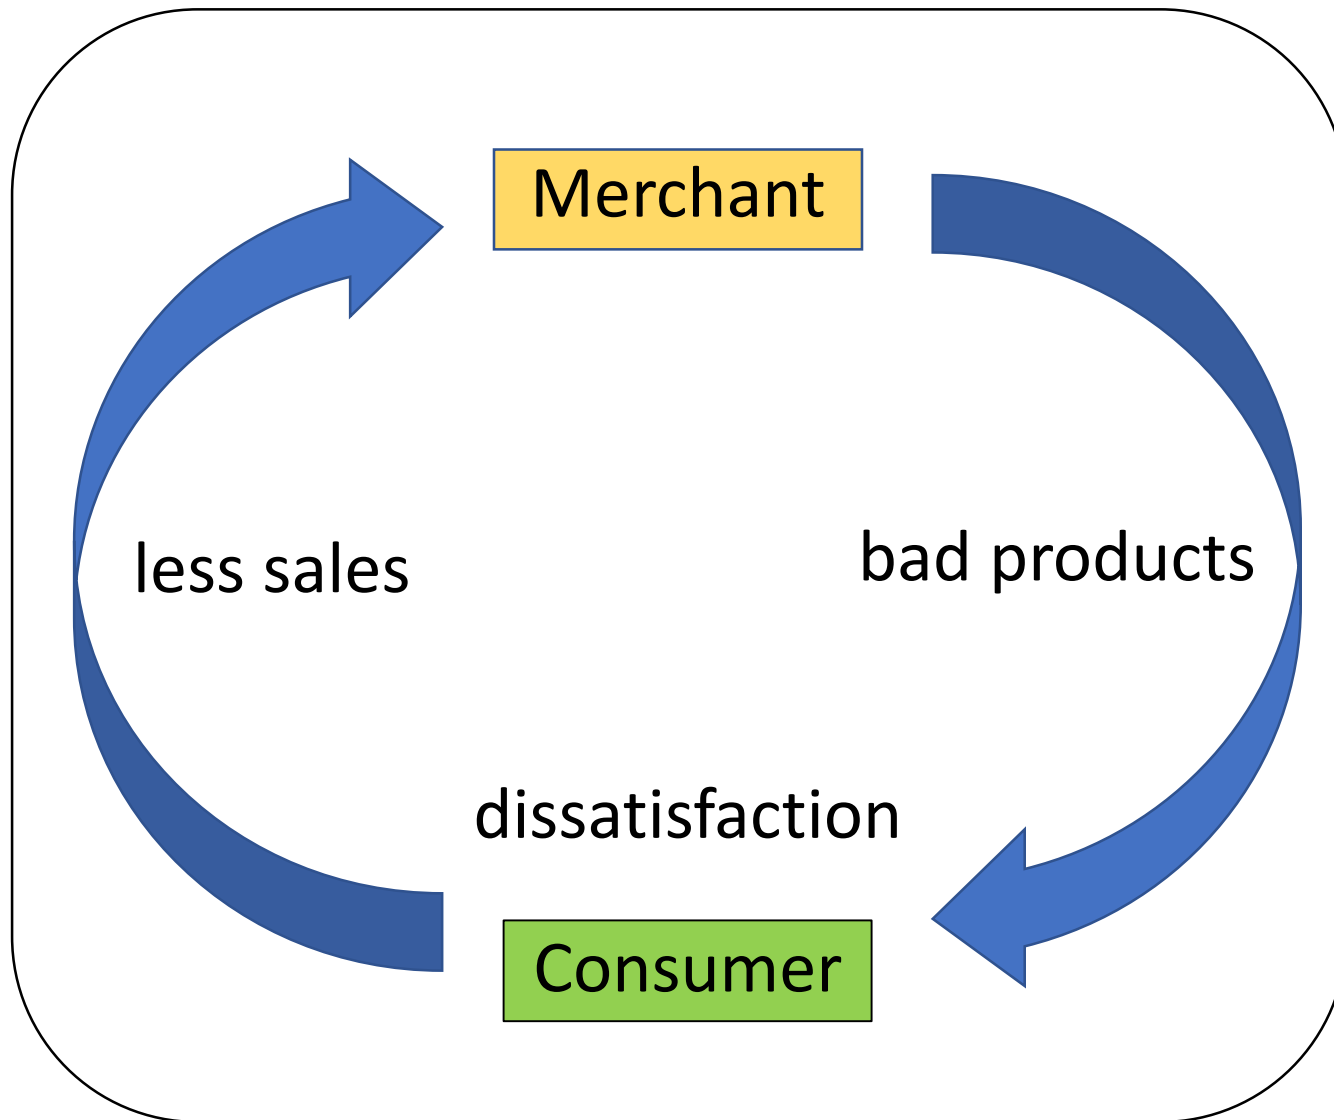 Merchant
less sales
bad products
dissatisfaction
Consumer